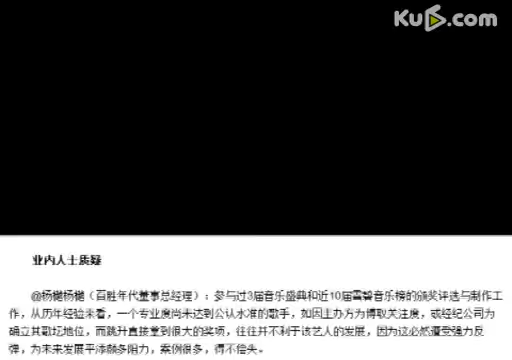 Ku6.com
业内人士质疑
@杨樾杨樾（百胜年代董事总经理）：参与过3届音乐盛典和近10届雪碧音乐榜的颁奖评选与制作工
作，从历年经验来看，一个专业度尚未达到公认水准的歌手，如因主办方为博取关注度，或经纪公司为
确立其歌坛地位，而跳升直接拿到很大的奖项，往往并不利于该艺人的发展，因为这必然遭受强力反
弹，为未来发展平添颇多阻力，案例很多，得不偿失。